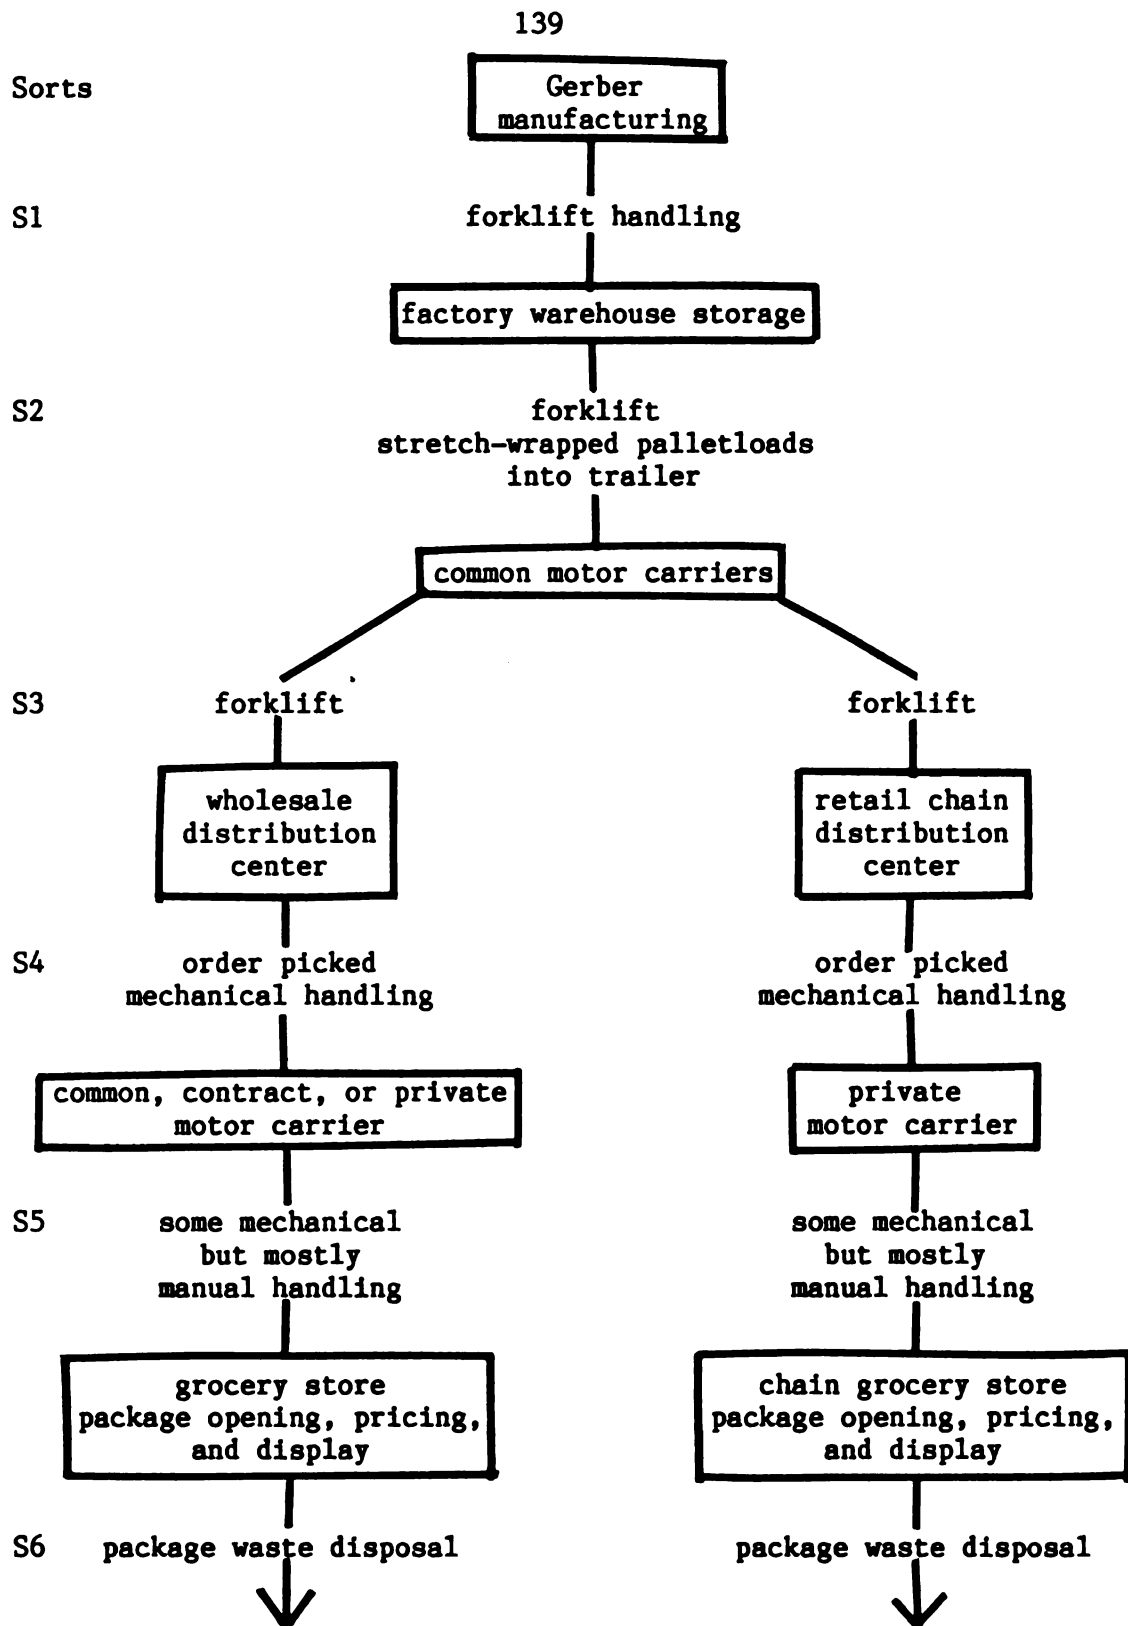 139
Sorts
Gerber
manufacturing
S1
forklift handling
factory warehouse storage
S2
forklift
stretch-wrapped palletloads
into trailer
common motor carriers
S3
forklift
forklift
wholesale
distribution
center
retail chain
distribution
center
S4
order picked
mechanical handling
order picked
mechanical handling
common, contract, or private
motor carrier
private
motor carrier
S5
some mechanical
but mostly
manual handling
some mechanical
but mostly
manual handling
grocery store
package opening, pricing,
and display
chain grocery store
package opening, pricing,
and display
S6
package waste disposal
package waste disposal